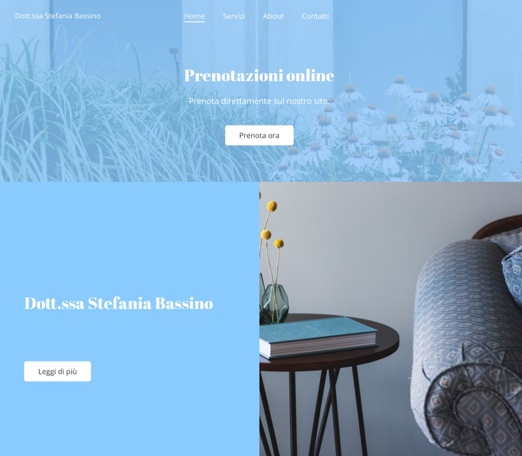 Dott.ssa Stefania Bassino
Home Servizi About Contatti
Prenotazioni online
Prenota direttamente sul nostro sito.
Prenota ora
Dott.ssa Stefania Bassino
Leggi di più